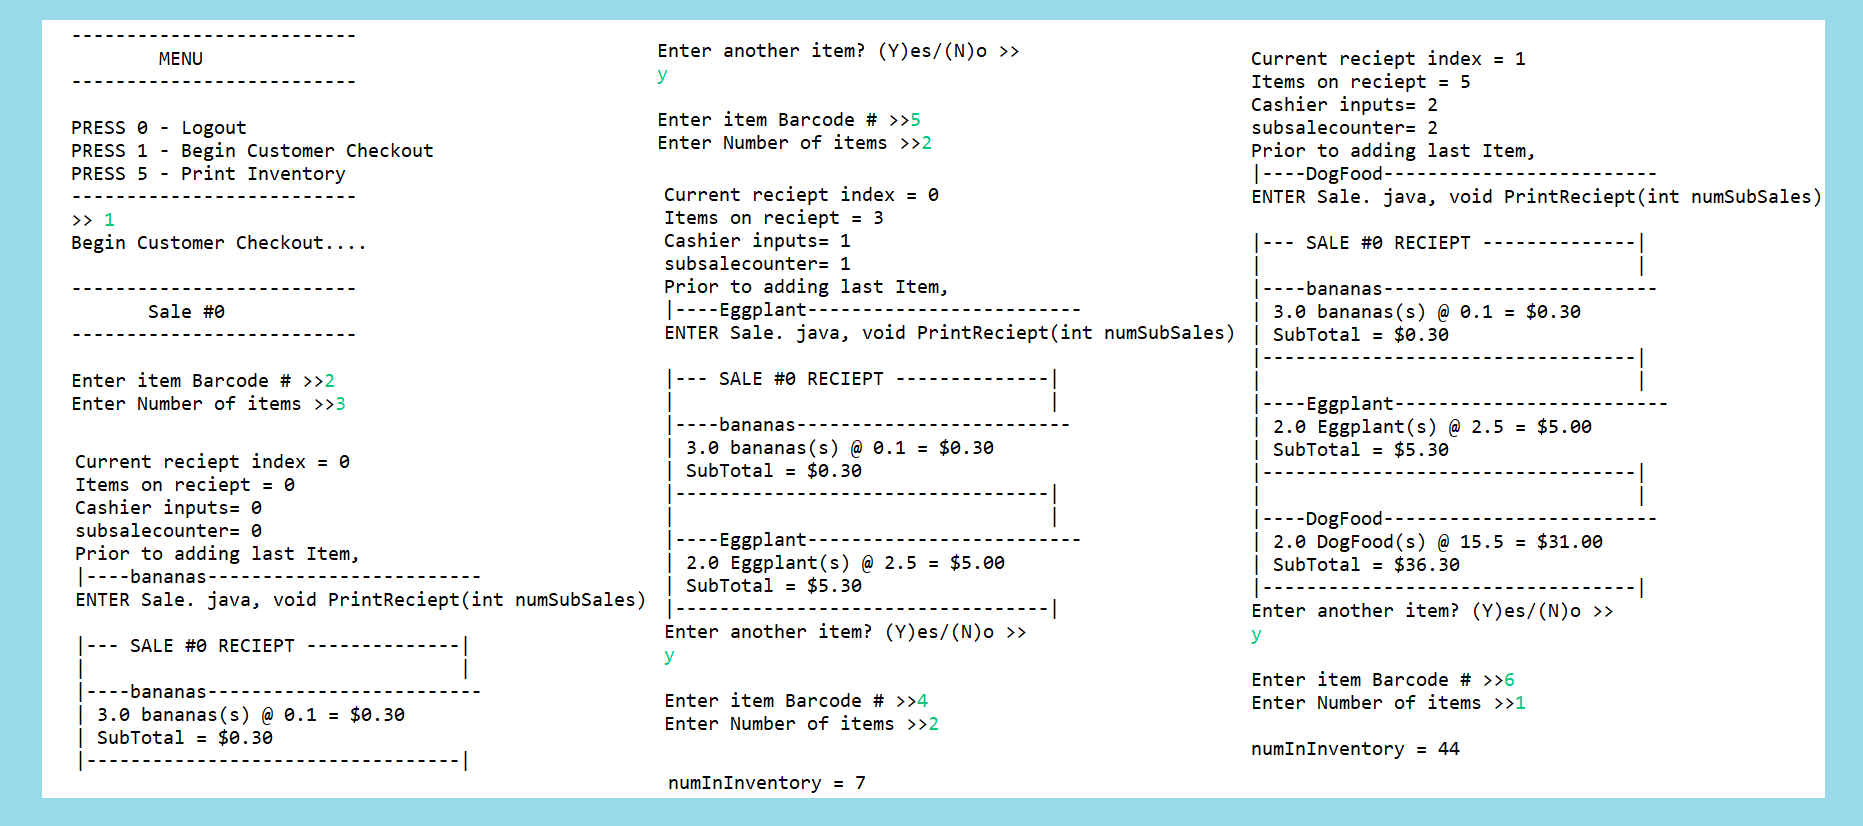 --------------------------
MENU
--------------------------
PRESS 0 - Logout
PRESS 1 - Begin Customer Checkout
PRESS 5 - Print Inventory
--------------------------
>> 1
Begin Customer Checkout....
--------------------------
Sale #0
--------------------------
Enter item Barcode # >>2
Enter Number of items >>3
Current reciept index = 0
Items on reciept = 0
Cashier inputs= 0
subsalecounter= 0
Prior to adding last Item,
|----bananas-------------------------
ENTER Sale. java, void PrintReciept(int numSubSales)
|--- SALE #0 RECIEPT --------------|
|                                  |
|----bananas-------------------------
| 3.0 bananas(s) @ 0.1 = $0.30
| SubTotal = $0.30
|----------------------------------|
Enter another item? (Y)es/(N)o >>
y
Enter item Barcode # >>5
Enter Number of items >>2
Current reciept index = 0
Items on reciept = 3
Cashier inputs= 1
subsalecounter= 1
Prior to adding last Item,
|----Eggplant-------------------------
ENTER Sale. java, void PrintReciept(int numSubSales)
|--- SALE #0 RECIEPT --------------|
|                                  |
|----bananas-------------------------
| 3.0 bananas(s) @ 0.1 = $0.30
| SubTotal = $0.30
|----------------------------------|
|                                  |
|----Eggplant-------------------------
| 2.0 Eggplant(s) @ 2.5 = $5.00
| SubTotal = $5.30
|----------------------------------|
Enter another item? (Y)es/(N)o >>
y
Enter item Barcode # >>4
Enter Number of items >>2
numInInventory = 7
Current reciept index = 1
Items on reciept = 5
Cashier inputs= 2
subsalecounter= 2
Prior to adding last Item,
|----DogFood-------------------------
ENTER Sale. java, void PrintReciept(int numSubSales)
|--- SALE #0 RECIEPT --------------|
|                                  |
|----bananas-------------------------
| 3.0 bananas(s) @ 0.1 = $0.30
| SubTotal = $0.30
|----------------------------------|
|                                  |
|----Eggplant-------------------------
| 2.0 Eggplant(s) @ 2.5 = $5.00
| SubTotal = $5.30
|----------------------------------|
|                                  |
|----DogFood-------------------------
| 2.0 DogFood(s) @ 15.5 = $31.00
| SubTotal = $36.30
|----------------------------------|
Enter another item? (Y)es/(N)o >>
y
Enter item Barcode # >>6
Enter Number of items >>1
numInInventory = 44